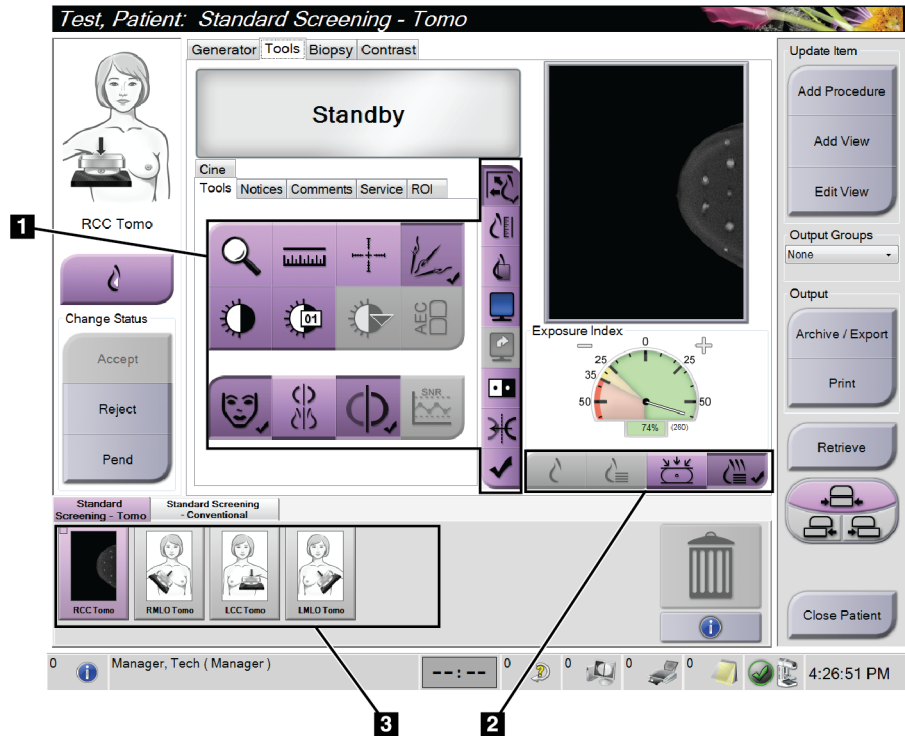 Test, Patient: Standard Screening - Tomo
Generator Tools Biopsy Contrast
Update Item
Add Procedure
Add View
Edit View
Standby
Cine
Tools Notices Comments Service ROI
RCC Tomo
1
01
AEC
SNR
Output Groups
None
Output
Archive / Export
Print
Change Status
Accept
Reject
Pend
Exposure Index
0
25 25
35
50 50
74% (260)
Retrieve
Standard Screening - Tomo
Standard Screening - Conventional
RCC Tomo RMLO Tomo LCC Tomo LMLO Tomo
Close Patient
0 Manager, Tech ( Manager ) --:-- 0 0 0 0 4:26:51 PM
3 2